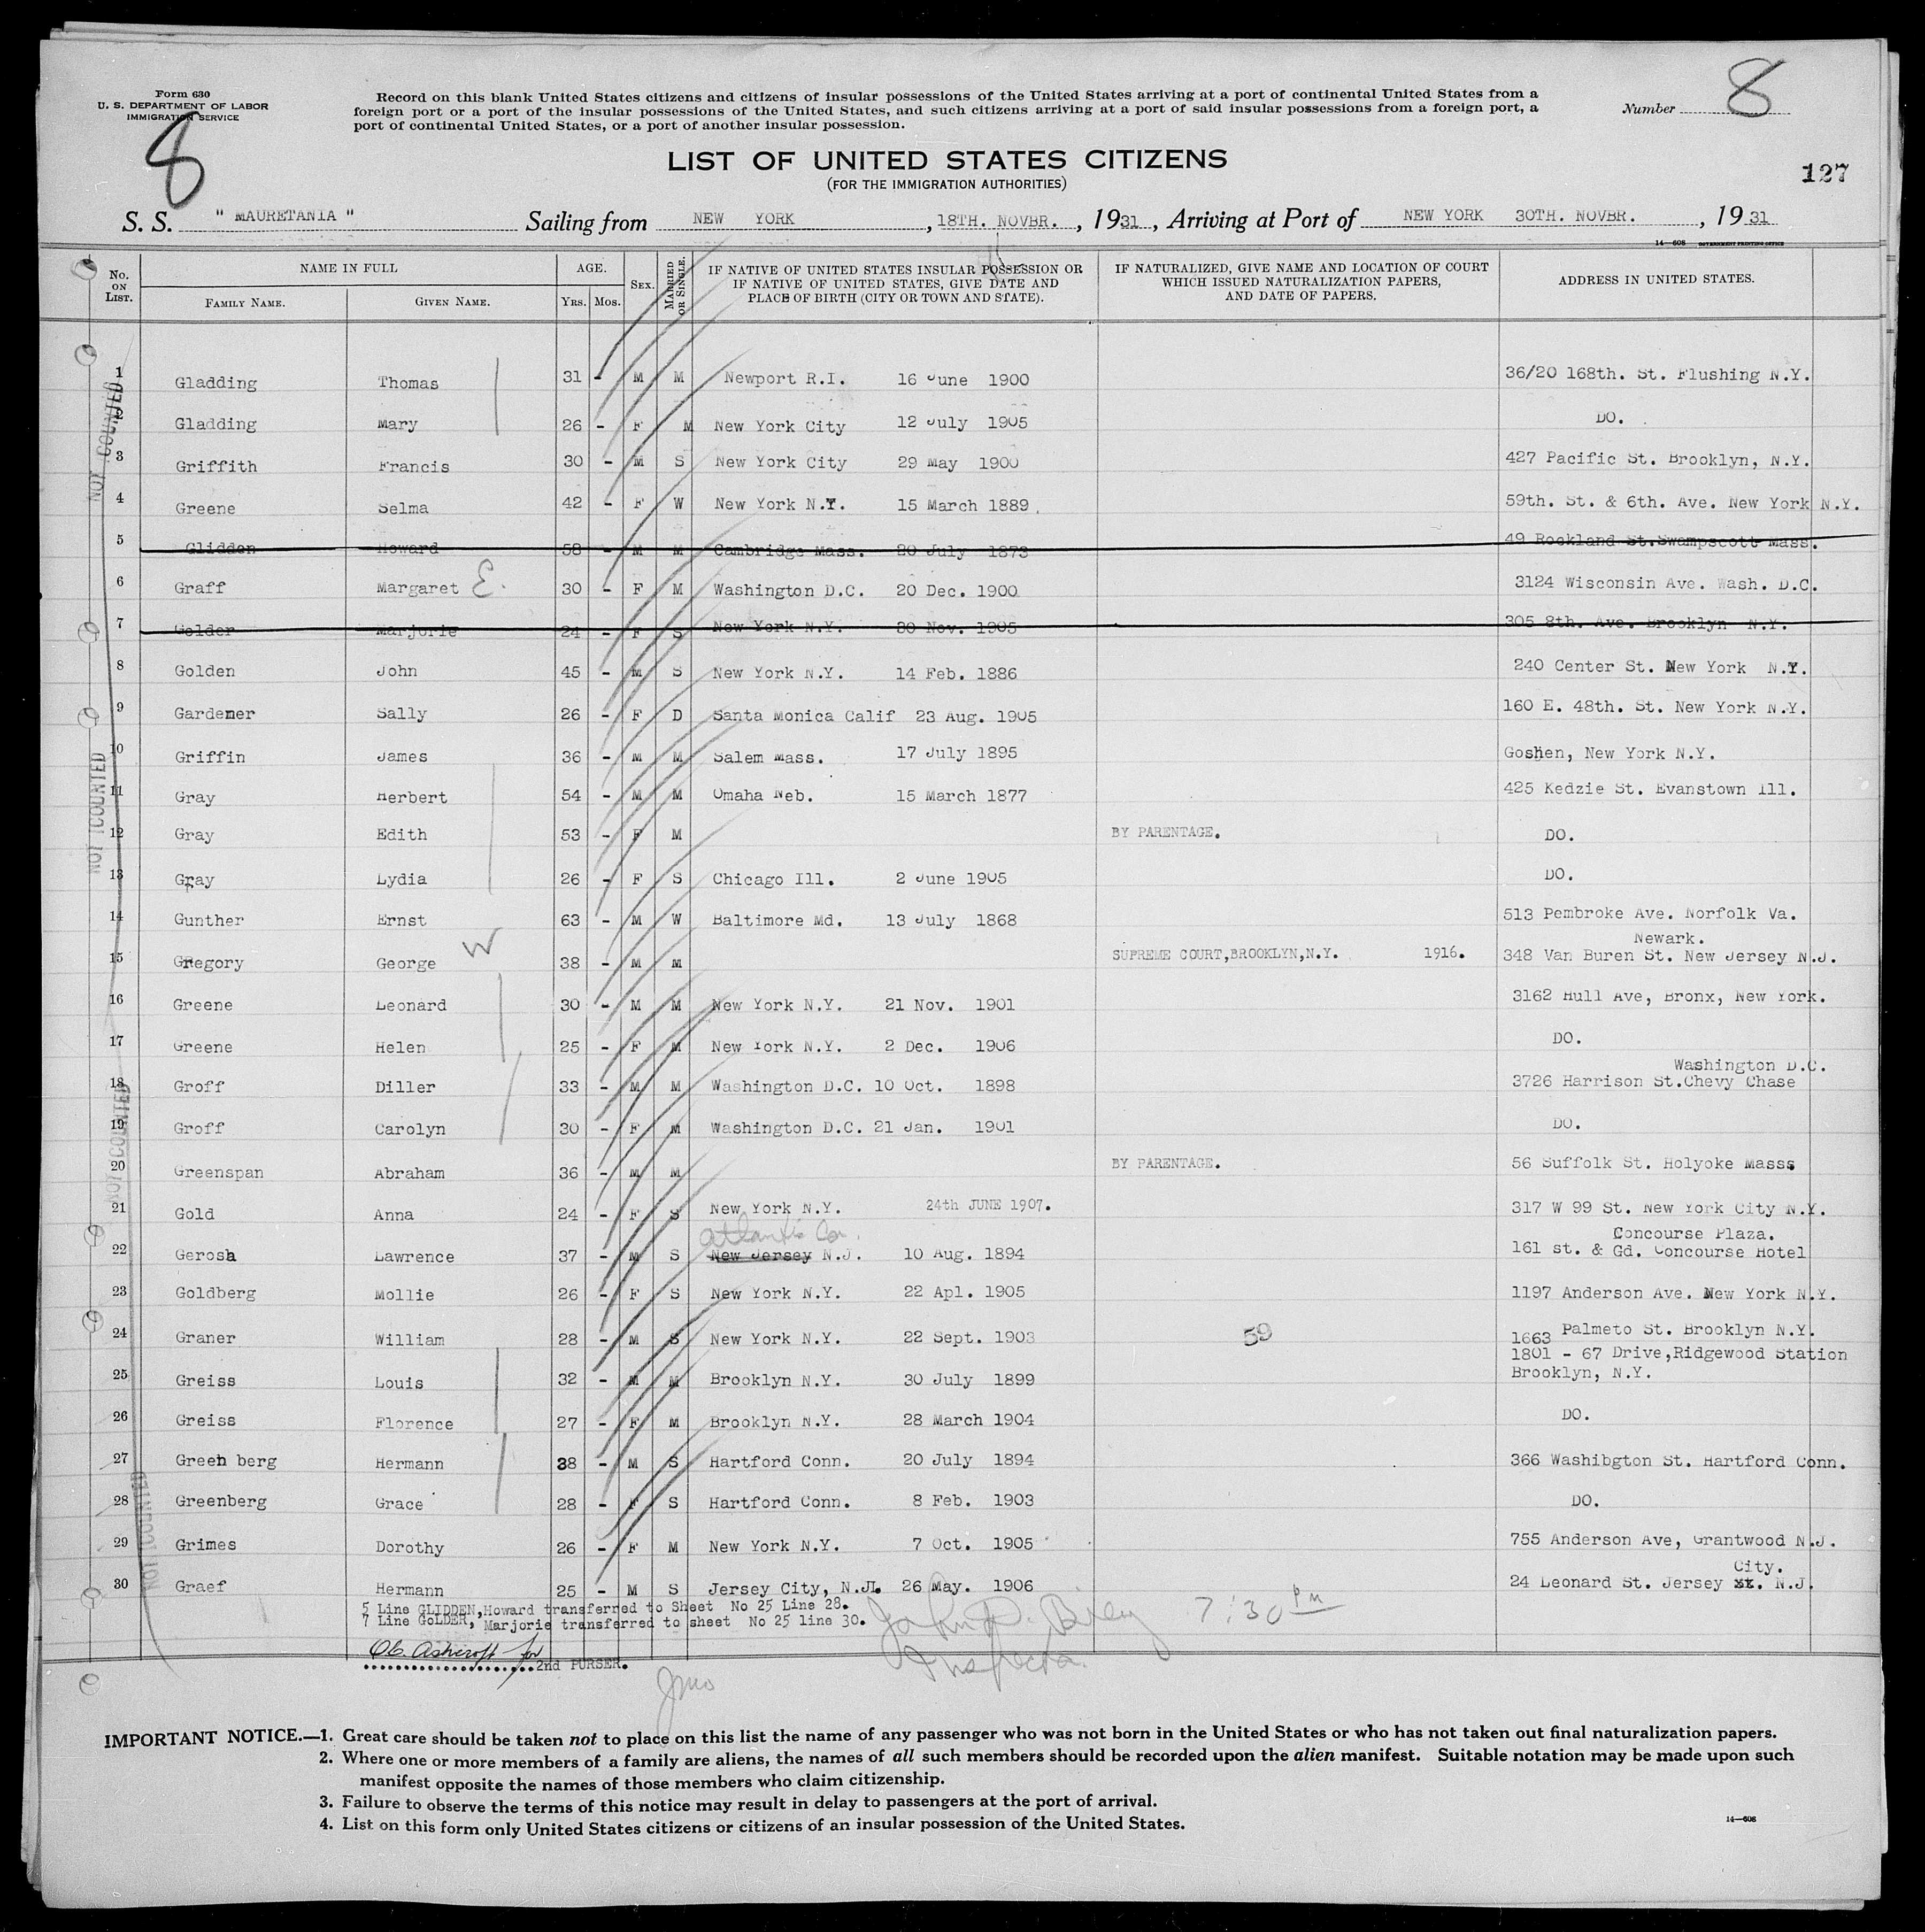 Form 630
U. S. DEPARTMENT OF LABOR
IMMIGRATION SERVICE
8
Record on this blank United States citizens and citizens of insular possessions of the United States arriving at a port of continental United States from a
foreign port or a port of the insular possessions of the United States, and such citizens arriving at a port of said insular possessions from a foreign port, a
port of continental United States, or a port of another insular possession.
Number 8
LIST OF UNITED STATES CITIZENS
(FOR THE IMMIGRATION AUTHORITIES)
127
S. S. " MAURETANIA " Sailing from NEW YORK, 18TH. NOVBR., 1931, Arriving at Port of NEW YORK 30TH. NOVBR., 1931
14—608 GOVERNMENT PRINTING OFFICE
No. ON LIST.
NAME IN FULL
FAMILY NAME. GIVEN NAME.
AGE.
Yrs. Mos.
SEX.
MARRIED OR SINGLE.
IF NATIVE OF UNITED STATES INSULAR POSSESSION OR
IF NATIVE OF UNITED STATES, GIVE DATE AND
PLACE OF BIRTH (CITY OR TOWN AND STATE).
IF NATURALIZED, GIVE NAME AND LOCATION OF COURT
WHICH ISSUED NATURALIZATION PAPERS,
AND DATE OF PAPERS.
ADDRESS IN UNITED STATES.
1 Gladding Thomas 31 - M M Newport R.I. 16 June 1900 36/20 168th. St. Flushing N.Y.
2 Gladding Mary 26 - F M New York City 12 July 1905 DO.
3 Griffith Francis 30 - M S New York City 29 May 1900 427 Pacific St. Brooklyn, N.Y.
4 Greene Selma 42 - F W New York N.Y. 15 March 1889. 59th. St. & 6th. Ave. New York N.Y.
5 Glidden Howard 58 - M M Cambridge Mass. 20 July 1873 49 Rockland St.Swampscott Mass.
6 Graff Margaret E. 30 - F M Washington D.C. 20 Dec. 1900 3124 Wisconsin Ave. Wash. D.C.
7 Golder Marjorie 24 - F S New York N.Y. 30 Nov. 1905 305 8th. Ave. Brooklyn N.Y.
8 Golden John 45 - M S New York N.Y. 14 Feb. 1886 240 Center St. New York N.Y.
9 Gardener Sally 26 - F D Santa Monica Calif 23 Aug. 1905 160 E. 48th. St. New York N.Y.
10 Griffin James 36 - M M Salem Mass. 17 July 1895 Goshen, New York N.Y.
11 Gray Herbert 54 - M M Omaha Neb. 15 March 1877 425 Kedzie St. Evanstown Ill.
12 Gray Edith 53 - F M BY PARENTAGE. DO.
13 Gray Lydia 26 - F S Chicago Ill. 2 June 1905 DO.
14 Gunther Ernst 63 - M W Baltimore Md. 13 July 1868 513 Pembroke Ave. Norfolk Va.
Newark.
15 Gregory George W 38 - M M SUPREME COURT,BROOKLYN,N.Y. 1916. 348 Van Buren St. New Jersey N.J.
16 Greene Leonard 30 - M M New York N.Y. 21 Nov. 1901 3162 Hull Ave, Bronx, New York.
17 Greene Helen 25 - F M New York N.Y. 2 Dec. 1906 DO.
Washington D.C.
18 Groff Diller 33 - M M Washington D.C. 10 Oct. 1898 3726 Harrison St.Chevy Chase
19 Groff Carolyn 30 - F M Washington D.C. 21 Jan. 1901 DO.
20 Greenspan Abraham 36 - M M BY PARENTAGE. 56 Suffolk St. Holyoke Masss
21 Gold Anna 24 - F S New York N.Y. 24th JUNE 1907. 317 W 99 St. New York City N.Y.
Atlantic Co. Concourse Plaza.
22 Gerosa Lawrence 37 - M S New Jersey N.J. 10 Aug. 1894 161 st. & Gd. Concourse Hotel
23 Goldberg Mollie 26 - F S New York N.Y. 22 Apl. 1905 1197 Anderson Ave. New York N.Y.
24 Graner William 28 - M S New York N.Y. 22 Sept. 1903 59 1663 Palmeto St. Brooklyn N.Y.
1801 - 67 Drive,Ridgewood Station
25 Greiss Louis 32 - M M Brooklyn N.Y. 30 July 1899 Brooklyn, N.Y.
26 Greiss Florence 27 - F M Brooklyn N.Y. 28 March 1904 DO.
27 Green berg Hermann 38 - M S Hartford Conn. 20 July 1894 366 Washibgton St. Hartford Conn.
28 Greenberg Grace 28 - F S Hartford Conn. 8 Feb. 1903 DO.
29 Grimes Dorothy 26 - F M New York N.Y. 7 Oct. 1905 755 Anderson Ave, Grantwood N.J.
City.
30 Graef Hermann 25 - M S Jersey City, N.J. 26 May. 1906 24 Leonard St. Jersey xx. N.J.
NOT COUNTED
NOT COUNTED
NOT COUNTED
NOT COUNTED
5 Line GLIDDEN,Howard transferred to Sheet No 25 Line 28.
7 Line GoLDER, Marjorie transferred to sheet No 25 line 30.
John D. 7:30 PM
Inspector.
Ashcroft for
2nd PURSER.
IMPORTANT NOTICE.—1. Great care should be taken not to place on this list the name of any passenger who was not born in the United States or who has not taken out final naturalization papers.
2. Where one or more members of a family are aliens, the names of all such members should be recorded upon the alien manifest. Suitable notation may be made upon such
manifest opposite the names of those members who claim citizenship.
3. Failure to observe the terms of this notice may result in delay to passengers at the port of arrival.
4. List on this form only United States citizens or citizens of an insular possession of the United States.
14—608